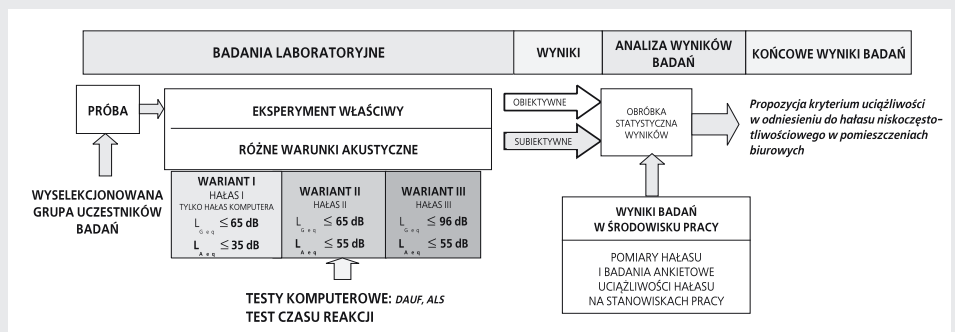 BADANIA LABORATORYJNE
WYNIKI
ANALIZA WYNIKÓW
BADAŃ
KOŃCOWE WYNIKI BADAŃ
PRÓBA
EKSPERYMENT WŁAŚCIWY
RÓŻNE WARUNKI AKUSTYCZNE
OBIEKTYWNE
SUBIEKTYWNE
OBRÓBKA
STATYSTYCZNA
WYNIKÓW
Propozycja kryterium uciążliwości
w odniesieniu do hałasu niskoczęsto-
tliwościowego w pomieszczeniach
biurowych
WYSELEKCJONOWANA
GRUPA UCZESTNIKÓW
BADAŃ
WARIANT I
HAŁAS I
TYLKO HAŁAS KOMPUTERA
L G e q ≤ 65 dB
L A e q ≤ 35 dB
WARIANT II
HAŁAS II
L G e q ≤ 65 dB
L A e q ≤ 55 dB
WARIANT III
HAŁAS III
L G e q ≤ 96 dB
L A e q ≤ 55 dB
TESTY KOMPUTEROWE: DAUF, ALS
TEST CZASU REAKCJI
WYNIKI BADAŃ
W ŚRODOWISKU PRACY
POMIARY HAŁASU
I BADANIA ANKIETOWE
UCIĄŻLIWOŚCI HAŁASU
NA STANOWISKACH PRACY